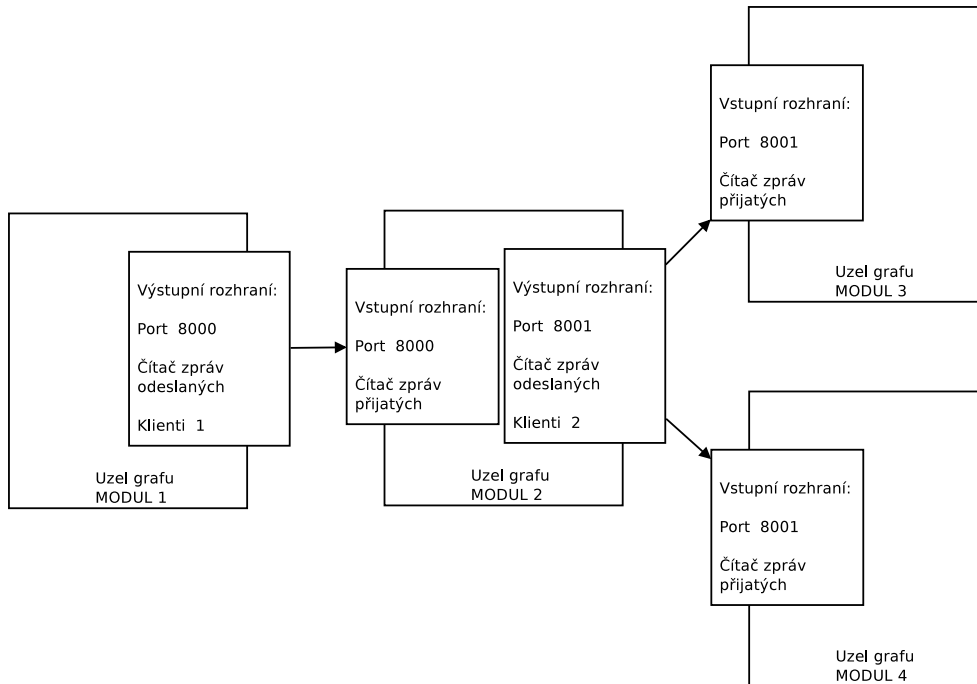 Výstupní rozhraní:
Port 8000
Čítač zpráv
odeslaných
Klienti 1
Uzel grafu
MODUL 1
Vstupní rozhraní:
Port 8000
Čítač zpráv
přijatých
Výstupní rozhraní:
Port 8001
Čítač zpráv
odeslaných
Klienti 2
Uzel grafu
MODUL 2
Vstupní rozhraní:
Port 8001
Čítač zpráv
přijatých
Uzel grafu
MODUL 3
Vstupní rozhraní:
Port 8001
Čítač zpráv
přijatých
Uzel grafu
MODUL 4